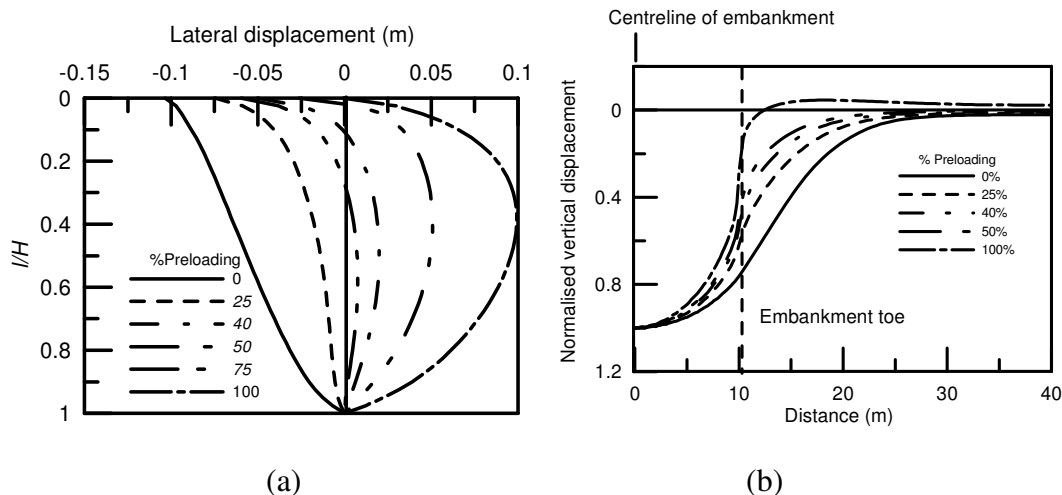 Lateral displacement (m)
-0.15 -0.1 -0.05 0 0.05 0.1
0
0.2
0.4
0.6
0.8
1
l/H
%Preloading
0
25
40
50
75
100
(a)
Centreline of embankment
Normalised vertical displacement
0
0.4
0.8
1.2
% Preloading
0%
25%
40%
50%
100%
Embankment toe
0 10 20 30 40
Distance (m)
(b)